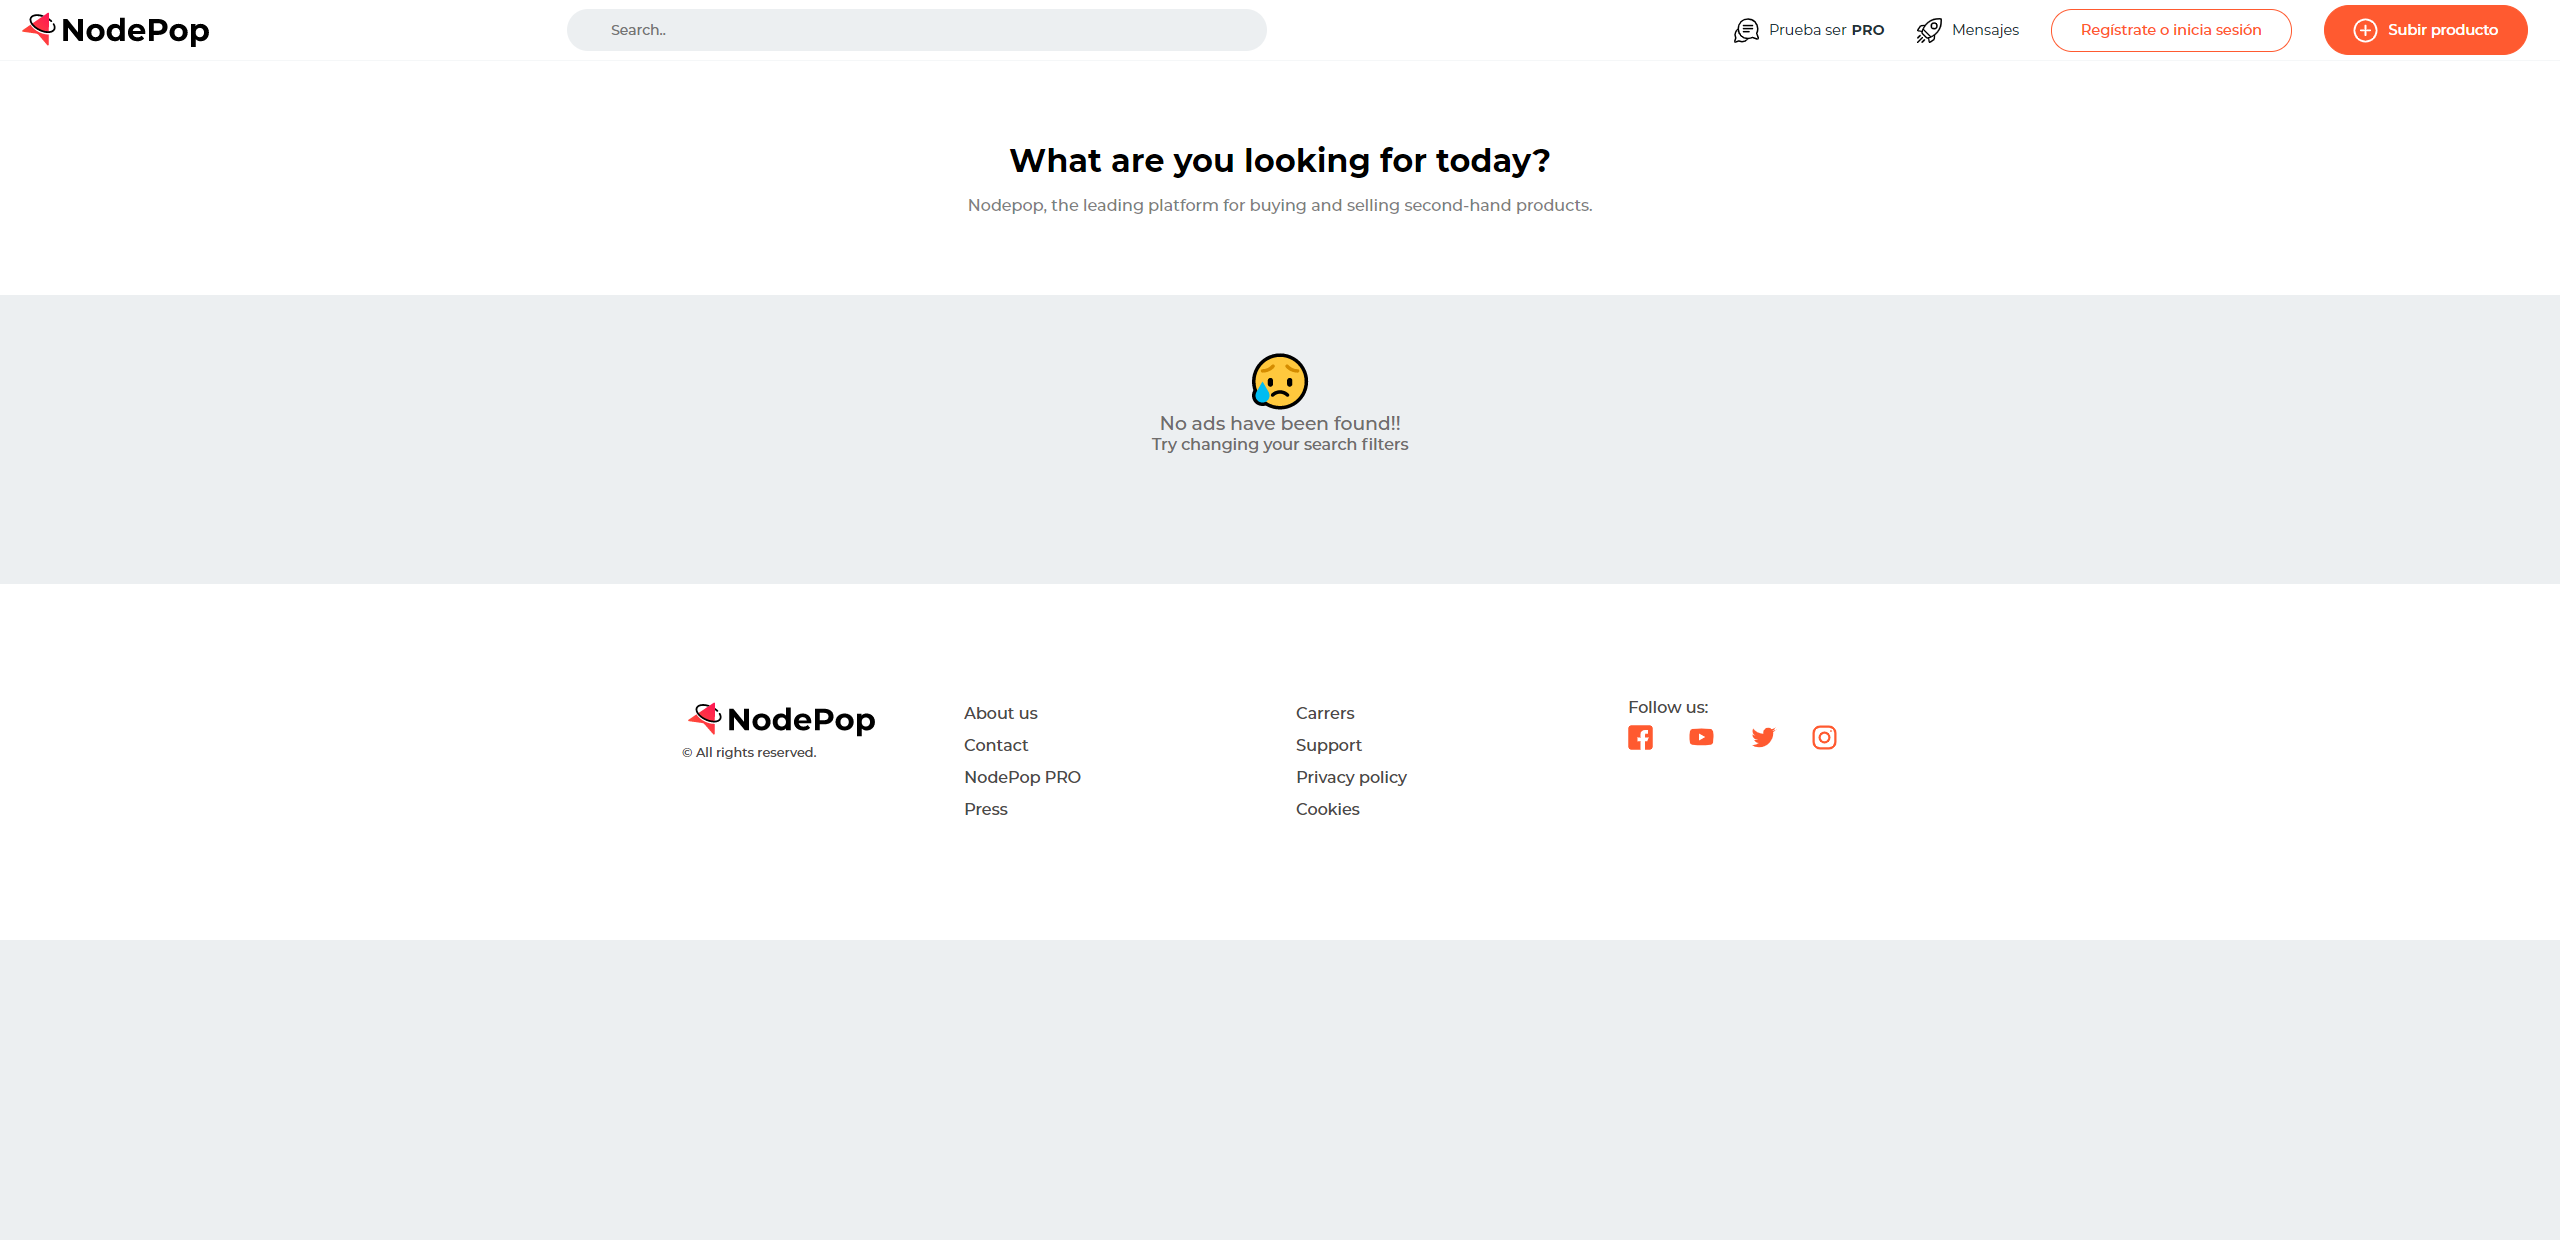 NodePop
Search..
Prueba ser PRO
Mensajes
Regístrate o inicia sesión
Subir producto
What are you looking for today?
Nodepop, the leading platform for buying and selling second-hand products.
No ads have been found!!
Try changing your search filters
NodePop
© All rights reserved.
About us
Contact
NodePop PRO
Press
Carrers
Support
Privacy policy
Cookies
Follow us: